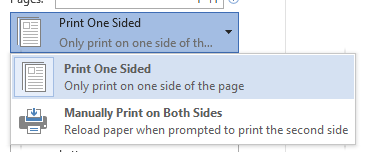 Pages:
Print One Sided
Only print on one side of th...
Print One Sided
Only print on one side of the page
Manually Print on Both Sides
Reload paper when prompted to print the second side